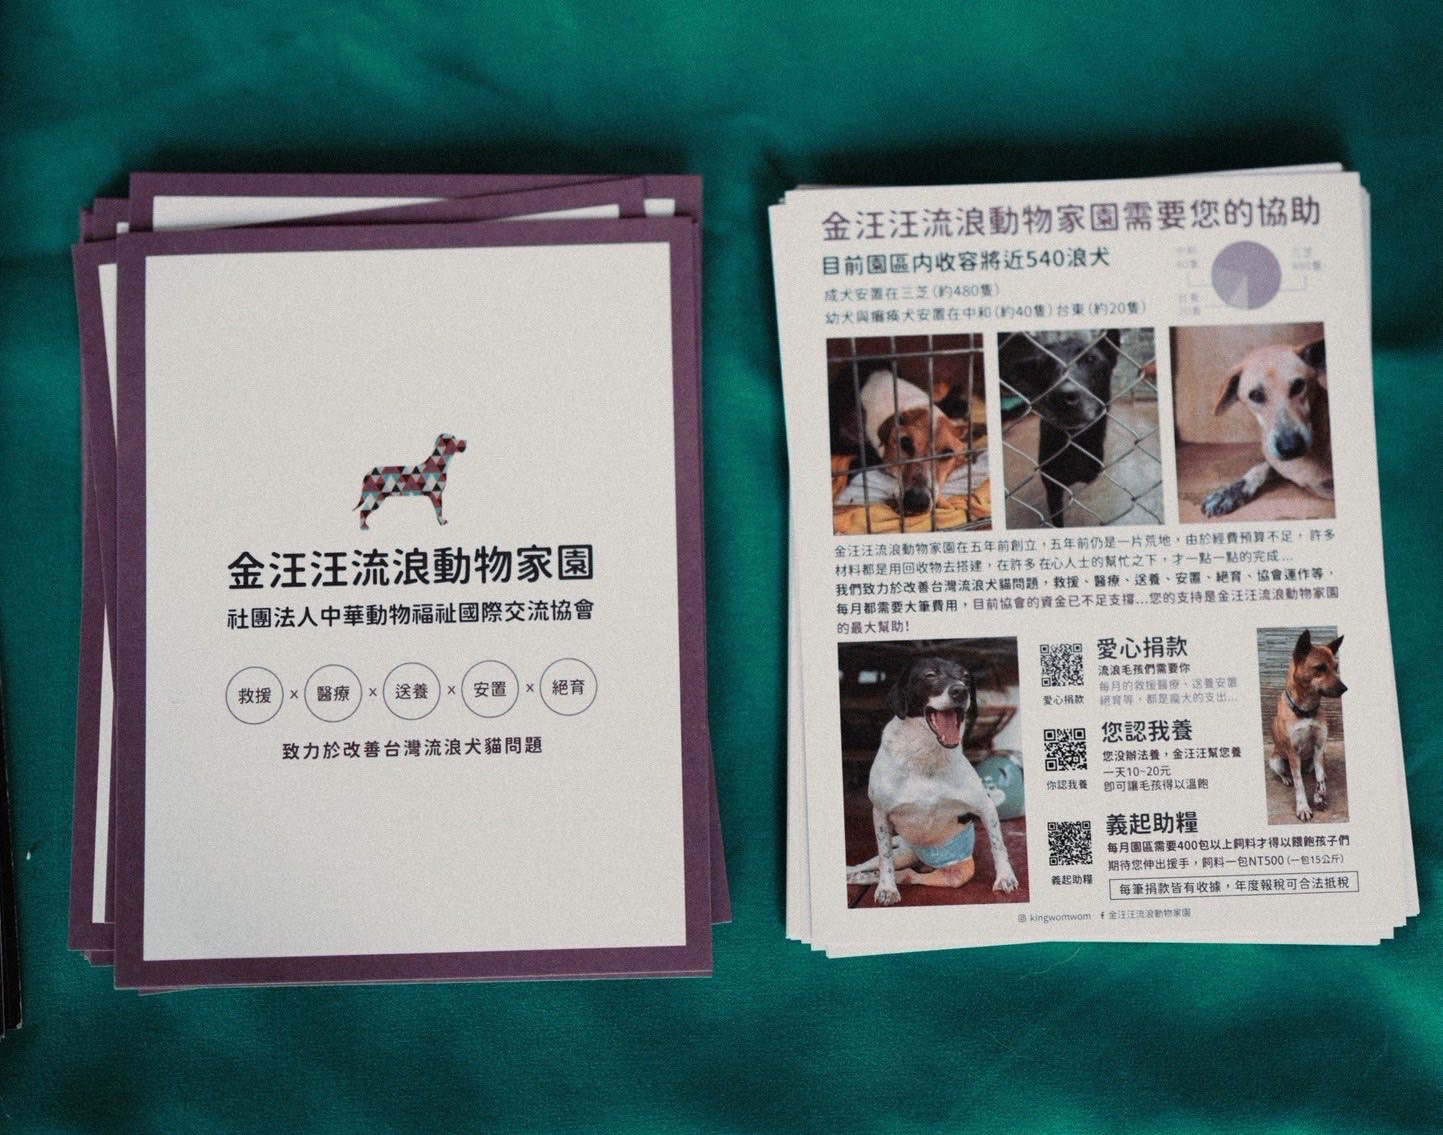 金汪汪流浪動物家園
社團法人中華動物福祉國際交流協會
救援 x 醫療 x 送養 x 安置 x 絕育
致力於改善台灣流浪犬貓問題
金汪汪流浪動物家園需要您的協助
目前園區內收容將近540浪犬
成犬安置在三芝(約480隻)
幼犬與癱瘓犬安置在中和(約40隻)台東(約20隻)
中和
三芝
台東
金汪汪流浪動物家園在五年前創立,五年前仍是一片荒地,由於經費預算不足,許多
材料都是用回收物去搭建,在許多在心人士的幫忙之下,才一點一點的完成...
我們致力於改善台灣流浪犬貓問題,救援、醫療、送養、安置、絕育、協會運作等,
每月都需要大筆費用,目前協會的資金已不足支撐...您的支持是金汪汪流浪動物家園
的最大幫助!
愛心捐款
愛心捐款
流浪毛孩們需要你
每月的救援醫療、送養安置
絕育等,都是龐大的支出...
你認我養
您認我養
您沒辦法養,金汪汪幫您養
一天10~20元
即可讓毛孩得以溫飽
義起助糧
義起助糧
每月園區需要400包以上飼料才得以餵飽孩子們
期待您伸出援手,飼料一包NT500(一包15公斤)
每筆捐款皆有收據,年度報稅可合法抵稅
kingwomwom f 金汪汪流浪動物家園